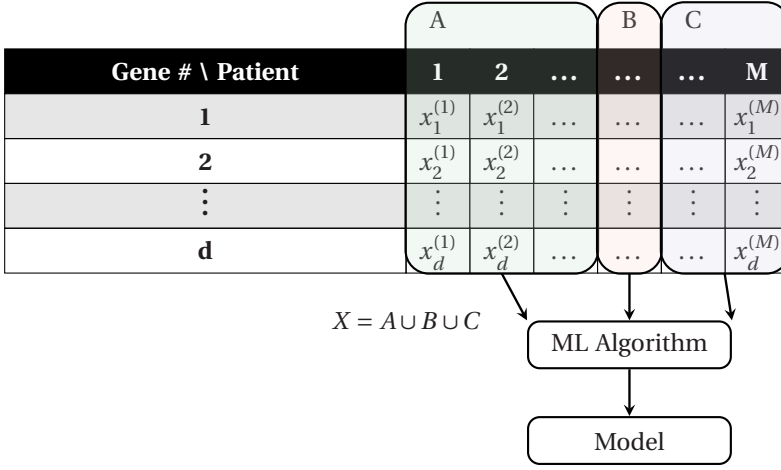 A B C
Gene # \ Patient 1 2 ... ... ... M
1 x_1^{(1)} x_1^{(2)} ... ... ... x_1^{(M)}
2 x_2^{(1)} x_2^{(2)} ... ... ... x_2^{(M)}
⋮ ⋮ ⋮ ⋮ ⋮ ⋮ ⋮
d x_d^{(1)} x_d^{(2)} ... ... ... x_d^{(M)}
X = A ∪ B ∪ C
ML Algorithm
Model